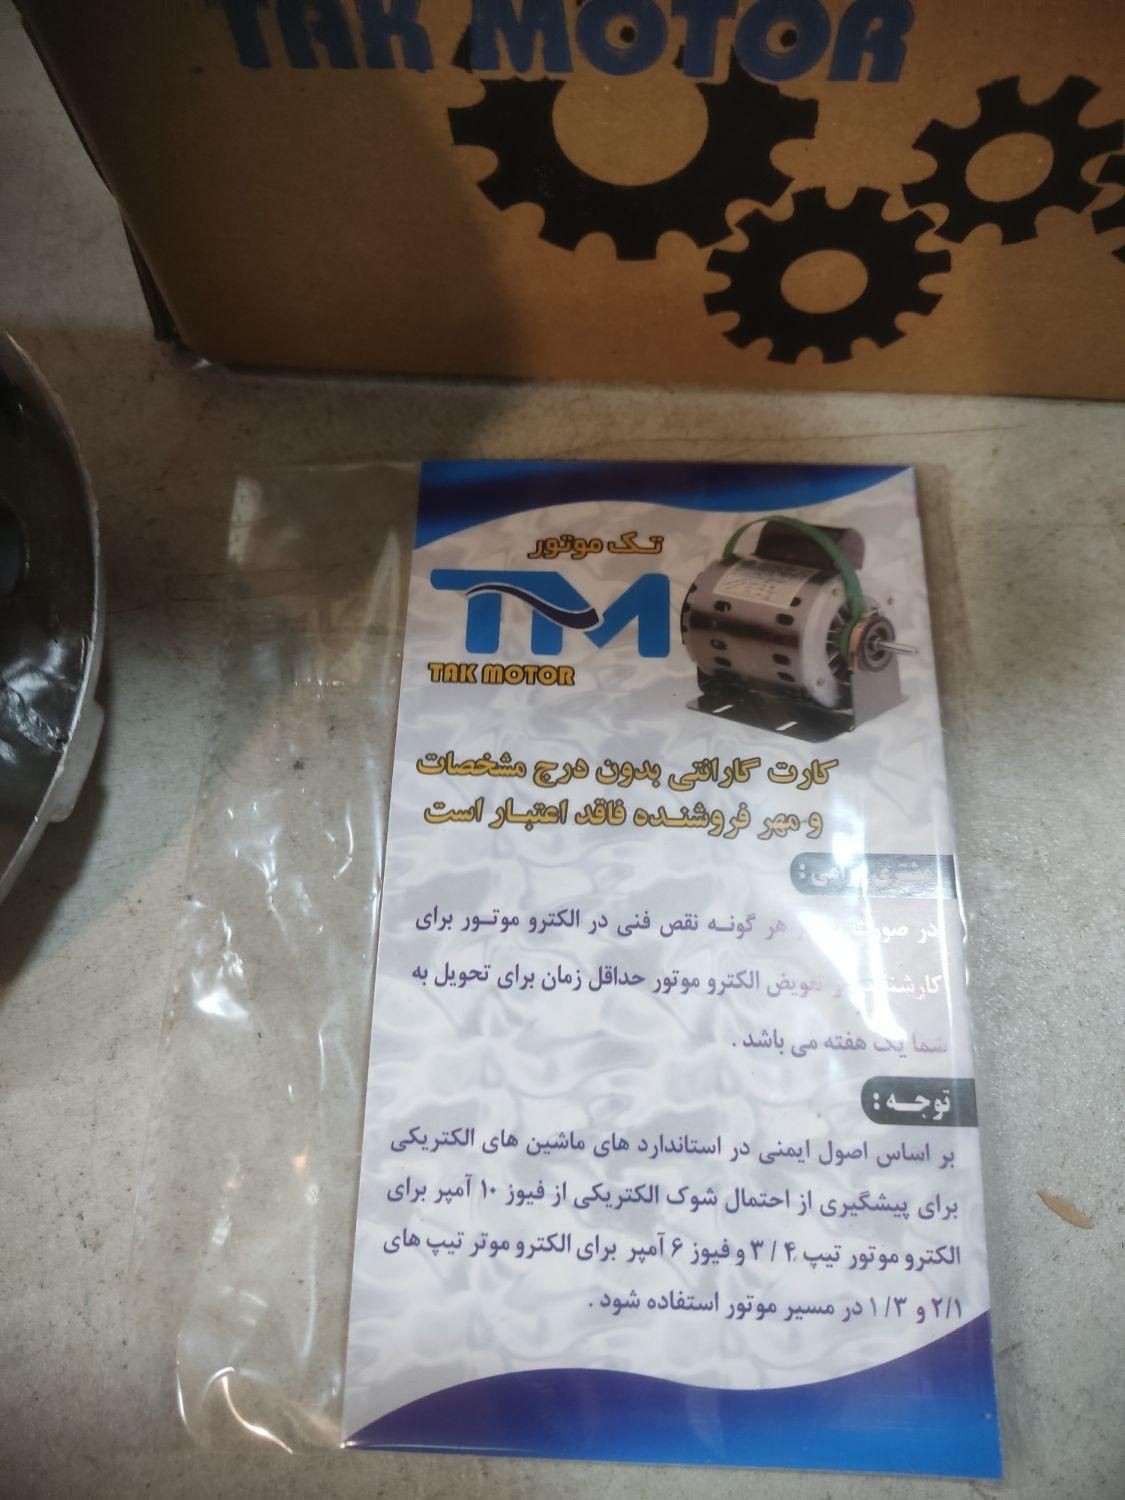 TAK MOTOR
تک موتور
TM
TAK MOTOR
کارت گارانتی بدون درج مشخصات
و مهر فروشنده فاقد اعتبار است
در صورت هر گونه نقص فنی در الکترو موتور برای
تعویض الکترو موتور حداقل زمان برای تحویل به
شما یک هفته می باشد .
توجه :
بر اساس اصول ایمنی در استاندارد های ماشین های الکتریکی
برای پیشگیری از احتمال شوک الکتریکی از فیوز ۱۰ آمپر برای
الکترو موتور تیپ ۳/۴ و فیوز ۶ آمپر برای الکترو موتر تیپ های
۲/۱ و ۱/۳ در مسیر موتور استفاده شود .